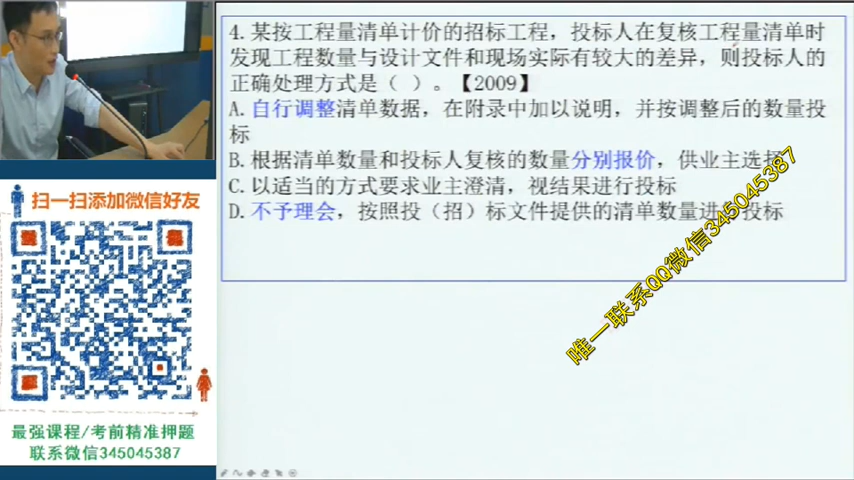 4. 某按工程量清单计价的招标工程，投标人在复核工程量清单时
发现工程数量与设计文件和现场实际有较大的差异，则投标人的
正确处理方式是（ ）。【2009】
A. 自行调整清单数据，在附录中加以说明，并按调整后的数量投
标
B. 根据清单数量和投标人复核的数量分别报价，供业主选择
C. 以适当的方式要求业主澄清，视结果进行投标
D. 不予理会，按照投（招）标文件提供的清单数量进行投标
唯一联系QQ微信345045387
扫一扫添加微信好友
最强课程/考前精准押题
联系微信345045387